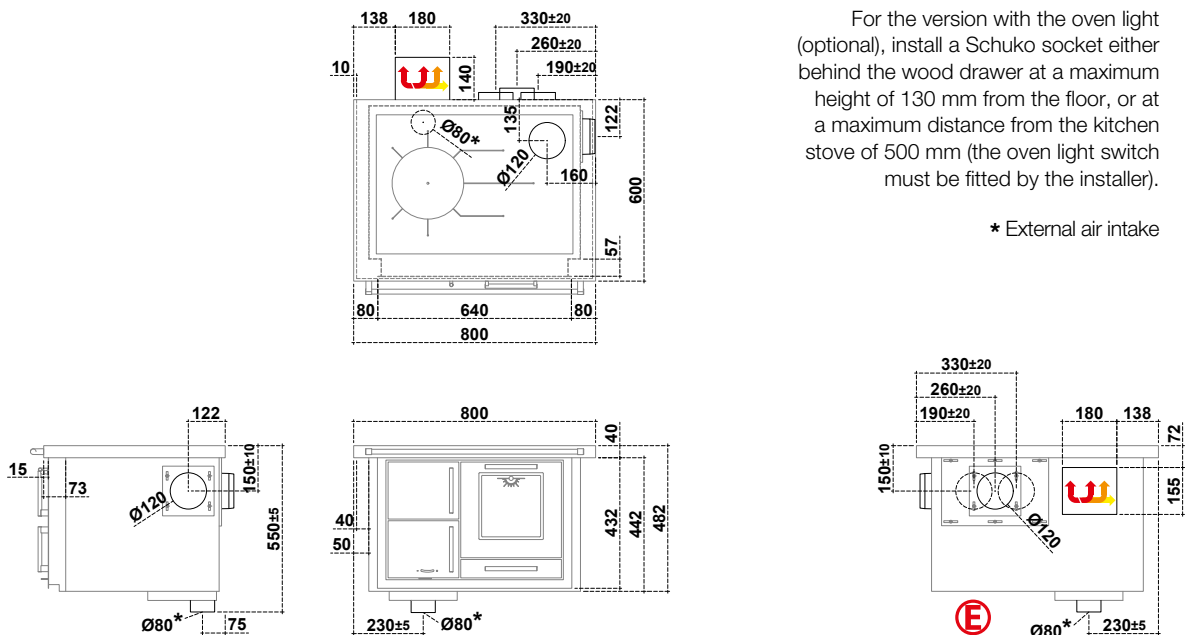 138 180 330±20
260±20
10 140 190±20
Ø80*
135
122
Ø120
160
600
57
80 640 80
800
For the version with the oven light
(optional), install a Schuko socket either
behind the wood drawer at a maximum
height of 130 mm from the floor, or at
a maximum distance from the kitchen
stove of 500 mm (the oven light switch
must be fitted by the installer).
* External air intake
122
15
73
150±10
Ø120
550±5
Ø80*
75
800
40
40
50
432
442
482
230±5
Ø80*
330±20
260±20
190±20 180 138
72
150±10
155
Ø120
E
Ø80*
230±5